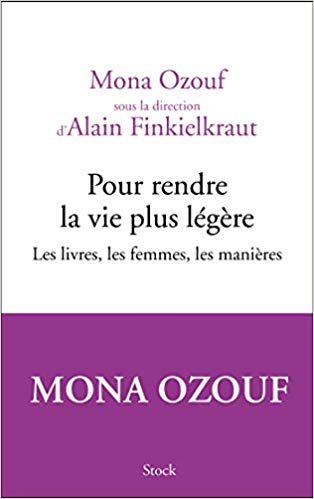 Mona Ozouf
sous la direction
d'Alain Finkielkraut
Pour rendre
la vie plus légère
Les livres, les femmes, les manières
MONA OZOUF
Stock